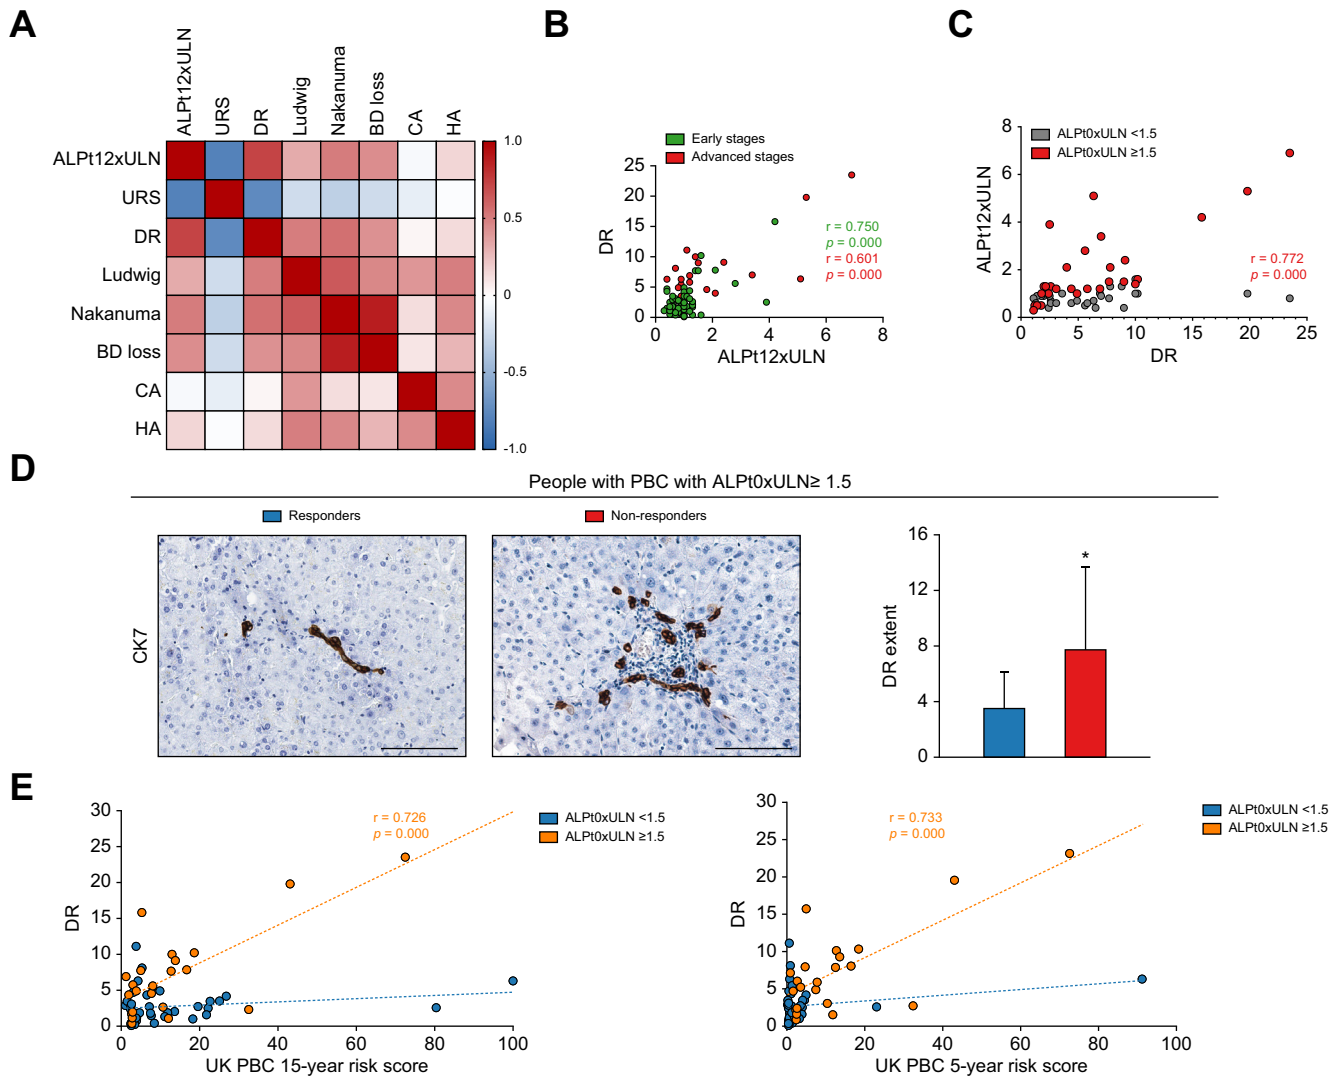 A
ALPt12xULN
URS
DR
Ludwig
Nakanuma
BD loss
CA
HA
ALPt12xULN
URS
DR
Ludwig
Nakanuma
BD loss
CA
HA
1.0
0.5
0
-0.5
-1.0
B
Early stages
Advanced stages
25
20
15
10
5
0
DR
r = 0.750
p = 0.000
r = 0.601
p = 0.000
0 2 4 6 8
ALPt12xULN
C
ALPt0xULN <1.5
ALPt0xULN ≥1.5
8
6
4
2
0
ALPt12xULN
r = 0.772
p = 0.000
0 5 10 15 20 25
DR
D
People with PBC with ALPt0xULN≥ 1.5
Responders
Non-responders
CK7
16
12
8
4
0
DR extent
*
E
30
25
20
15
10
5
0
DR
r = 0.726
p = 0.000
ALPt0xULN <1.5
ALPt0xULN ≥1.5
0 20 40 60 80 100
UK PBC 15-year risk score
30
25
20
15
10
5
0
DR
r = 0.733
p = 0.000
ALPt0xULN <1.5
ALPt0xULN ≥1.5
0 20 40 60 80 100
UK PBC 5-year risk score